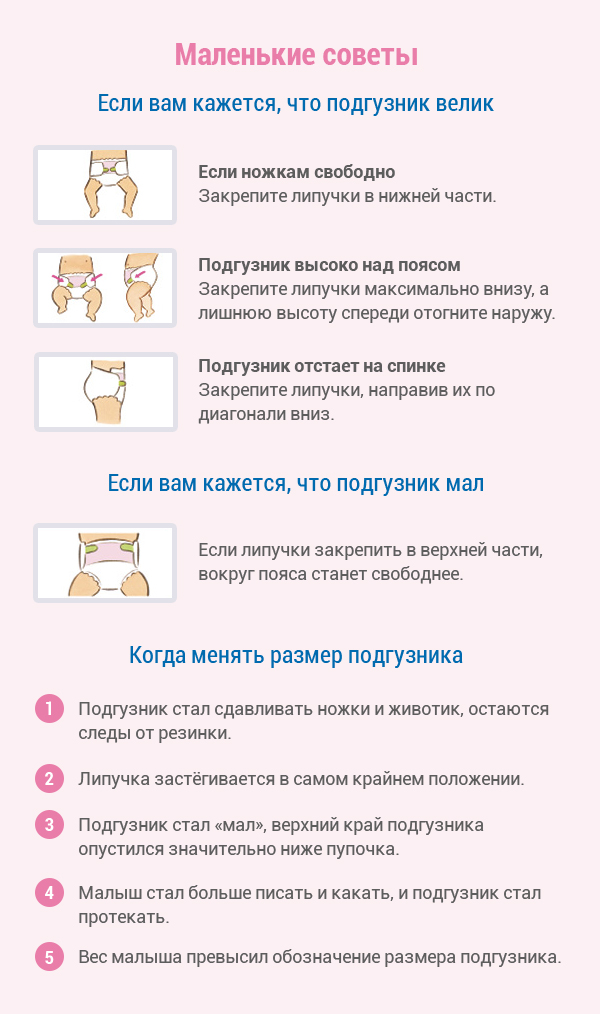 Маленькие советы
Если вам кажется, что подгузник велик
Если ножкам свободно
Закрепите липучки в нижней части.
Подгузник высоко над поясом
Закрепите липучки максимально внизу, а
лишнюю высоту спереди отогните наружу.
Подгузник отстает на спинке
Закрепите липучки, направив их по
диагонали вниз.
Если вам кажется, что подгузник мал
Если липучки закрепить в верхней части,
вокруг пояса станет свободнее.
Когда менять размер подгузника
1 Подгузник стал сдавливать ножки и животик, остаются
следы от резинки.
2 Липучка застёгивается в самом крайнем положении.
3 Подгузник стал «мал», верхний край подгузника
опустился значительно ниже пупочка.
4 Малыш стал больше писать и какать, и подгузник стал
протекать.
5 Вес малыша превысил обозначение размера подгузника.